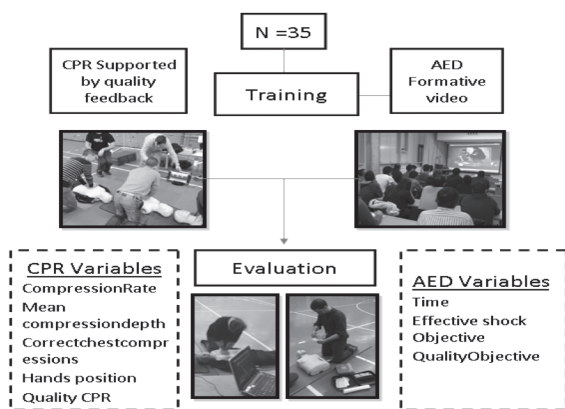 N =35
CPR Supported
by quality
feedback
Training
AED
Formative
video
CPR Variables
CompressionRate
Mean
compressiondepth
Correctchestcompr
essions
Hands position
Quality CPR
Evaluation
AED Variables
Time
Effective shock
Objective
QualityObjective